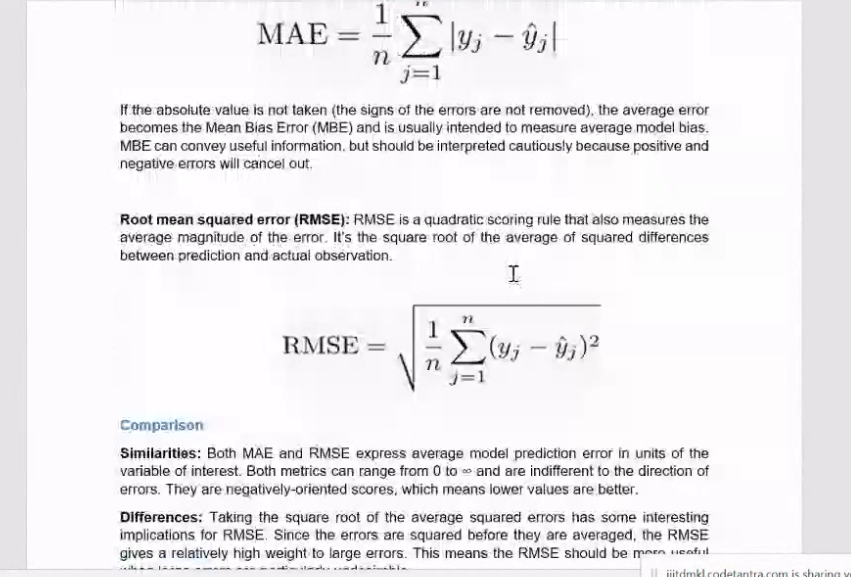 MAE = 1/n ∑ j=1 |yj − ŷj|
If the absolute value is not taken (the signs of the errors are not removed), the average error
becomes the Mean Bias Error (MBE) and is usually intended to measure average model bias.
MBE can convey useful information, but should be interpreted cautiously because positive and
negative errors will cancel out.
Root mean squared error (RMSE): RMSE is a quadratic scoring rule that also measures the
average magnitude of the error. It's the square root of the average of squared differences
between prediction and actual observation.
RMSE = √ 1/n ∑ n j=1 (yj − ŷj)²
Comparison
Similarities: Both MAE and RMSE express average model prediction error in units of the
variable of interest. Both metrics can range from 0 to ∞ and are indifferent to the direction of
errors. They are negatively-oriented scores, which means lower values are better.
Differences: Taking the square root of the average squared errors has some interesting
implications for RMSE. Since the errors are squared before they are averaged, the RMSE
gives a relatively high weight to large errors. This means the RMSE should be more useful
iiitdmkl.codetantra.com is sharing